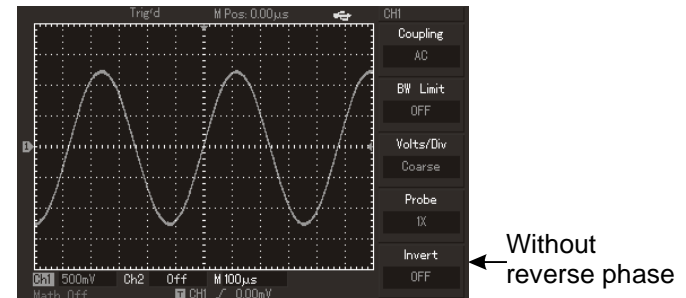 Trig'd M Pos: 0.00µs CH1
Coupling
AC
BW Limit
OFF
Volts/Div
Coarse
Probe
1X
Invert
OFF
Without
reverse phase
1
Ch1 500mV Ch2 Off M 100µs
Math Off T CH1 / 0.00mV